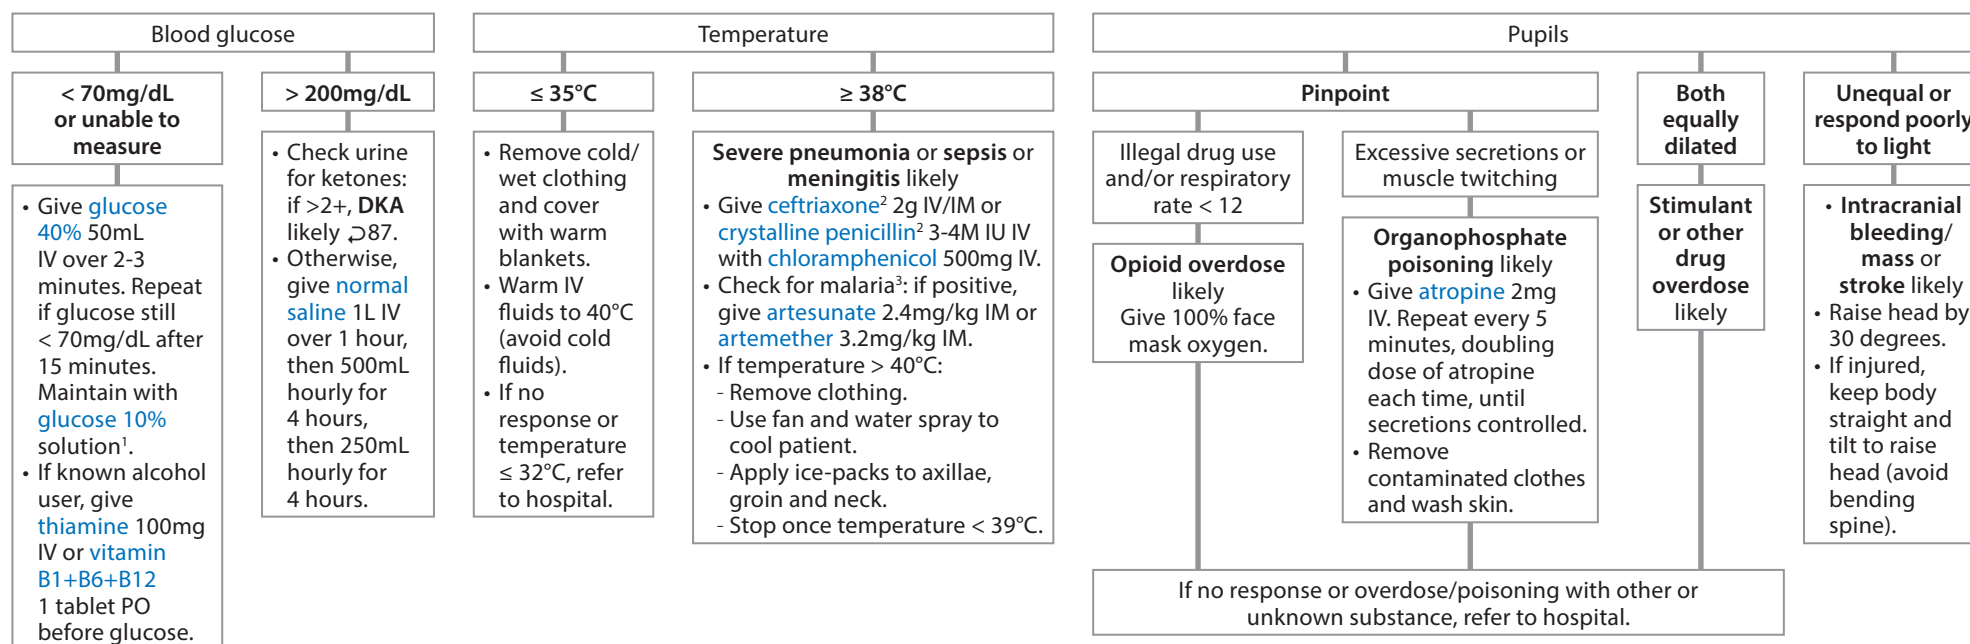 Blood glucose
< 70mg/dL
or unable to
measure
• Give glucose
40% 50mL
IV over 2-3
minutes. Repeat
if glucose still
< 70mg/dL after
15 minutes.
Maintain with
glucose 10%
solution¹.
• If known alcohol
user, give
thiamine 100mg
IV or vitamin
B1+B6+B12
1 tablet PO
before glucose.
> 200mg/dL
• Check urine
for ketones:
if >2+, DKA
likely ⮌87.
• Otherwise,
give normal
saline 1L IV
over 1 hour,
then 500mL
hourly for
4 hours,
then 250mL
hourly for
4 hours.
Temperature
≤ 35°C
• Remove cold/
wet clothing
and cover
with warm
blankets.
• Warm IV
fluids to 40°C
(avoid cold
fluids).
• If no
response or
temperature
≤ 32°C, refer
to hospital.
≥ 38°C
Severe pneumonia or sepsis or
meningitis likely
• Give ceftriaxone² 2g IV/IM or
crystalline penicillin² 3-4M IU IV
with chloramphenicol 500mg IV.
• Check for malaria³: if positive,
give artesunate 2.4mg/kg IM or
artemether 3.2mg/kg IM.
• If temperature > 40°C:
- Remove clothing.
- Use fan and water spray to
cool patient.
- Apply ice-packs to axillae,
groin and neck.
- Stop once temperature < 39°C.
Pupils
Pinpoint
Illegal drug use
and/or respiratory
rate < 12
Opioid overdose
likely
Give 100% face
mask oxygen.
Excessive secretions or
muscle twitching
Organophosphate
poisoning likely
• Give atropine 2mg
IV. Repeat every 5
minutes, doubling
dose of atropine
each time, until
secretions controlled.
• Remove
contaminated clothes
and wash skin.
Both
equally
dilated
Stimulant
or other
drug
overdose
likely
Unequal or
respond poorly
to light
• Intracranial
bleeding/
mass or
stroke likely
• Raise head by
30 degrees.
• If injured,
keep body
straight and
tilt to raise
head (avoid
bending
spine).
If no response or overdose/poisoning with other or
unknown substance, refer to hospital.